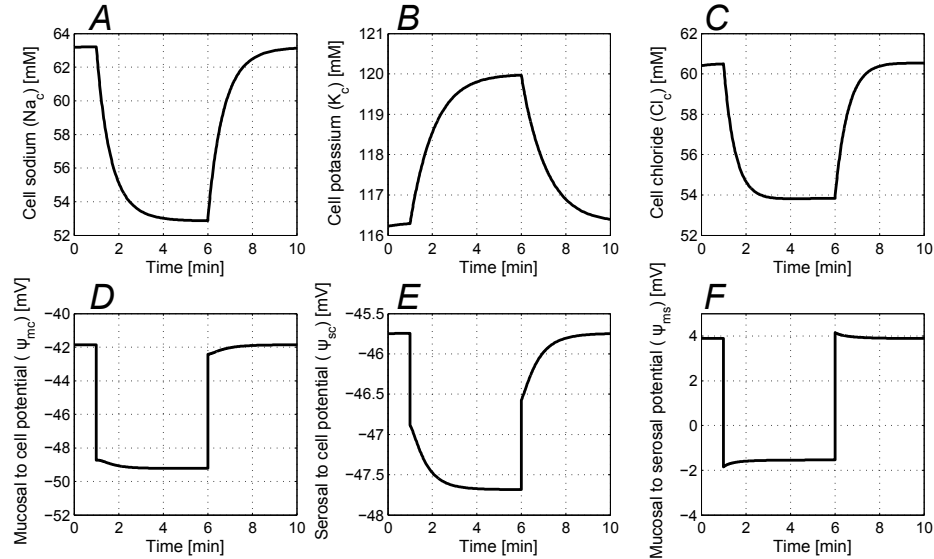 A
Cell sodium (Na_c) [mM]
64
62
60
58
56
54
52
0 2 4 6 8 10
Time [min]
B
Cell potassium (K_c) [mM]
121
120
119
118
117
116
0 2 4 6 8 10
Time [min]
C
Cell chloride (Cl_c) [mM]
62
60
58
56
54
52
0 2 4 6 8 10
Time [min]
D
Mucosal to cell potential ( ψ_mc) [mV]
−40
−42
−44
−46
−48
−50
−52
0 2 4 6 8 10
Time [min]
E
Serosal to cell potential ( ψ_sc) [mV]
−45.5
−46
−46.5
−47
−47.5
−48
0 2 4 6 8 10
Time [min]
F
Mucosal to serosal potential (ψ_ms) [mV]
4
2
0
−2
−4
0 2 4 6 8 10
Time [min]